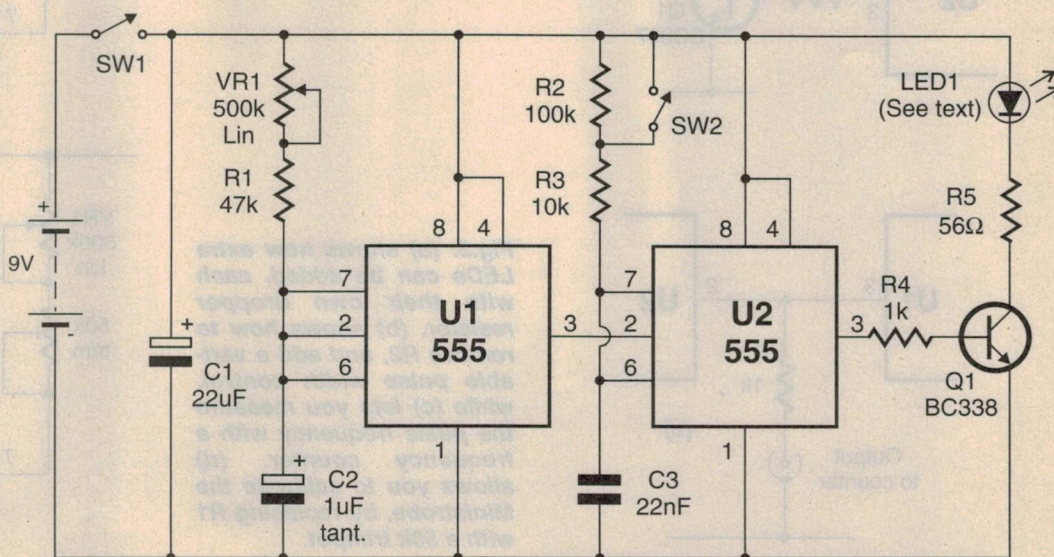 SW1
VR1
500k
Lin
R2
100k
SW2
LED1
(See text)
R1
47k
R3
10k
R5
56Ω
+
9V
8
4
8
4
7
2
6
U1
555
3
7
2
6
U2
555
3
R4
1k
+
C1
22uF
Q1
BC338
1
1
+
C2
1uF
tant.
C3
22nF